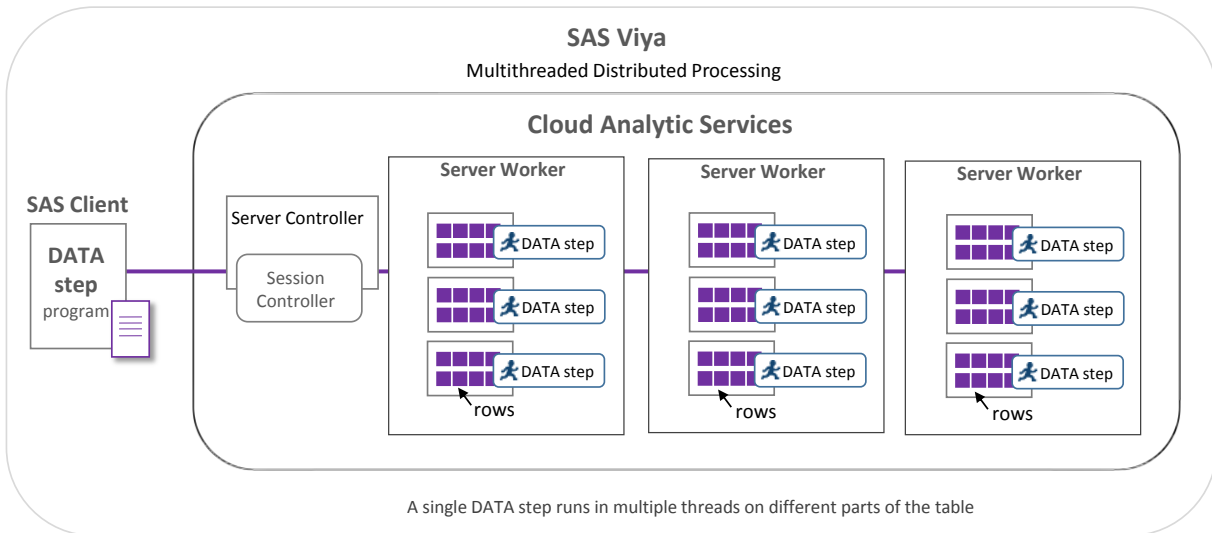 SAS Viya
Multithreaded Distributed Processing
Cloud Analytic Services
SAS Client
DATA
step
program
Server Controller
Session
Controller
Server Worker
DATA step
DATA step
DATA step
rows
Server Worker
DATA step
DATA step
DATA step
rows
Server Worker
DATA step
DATA step
DATA step
rows
A single DATA step runs in multiple threads on different parts of the table